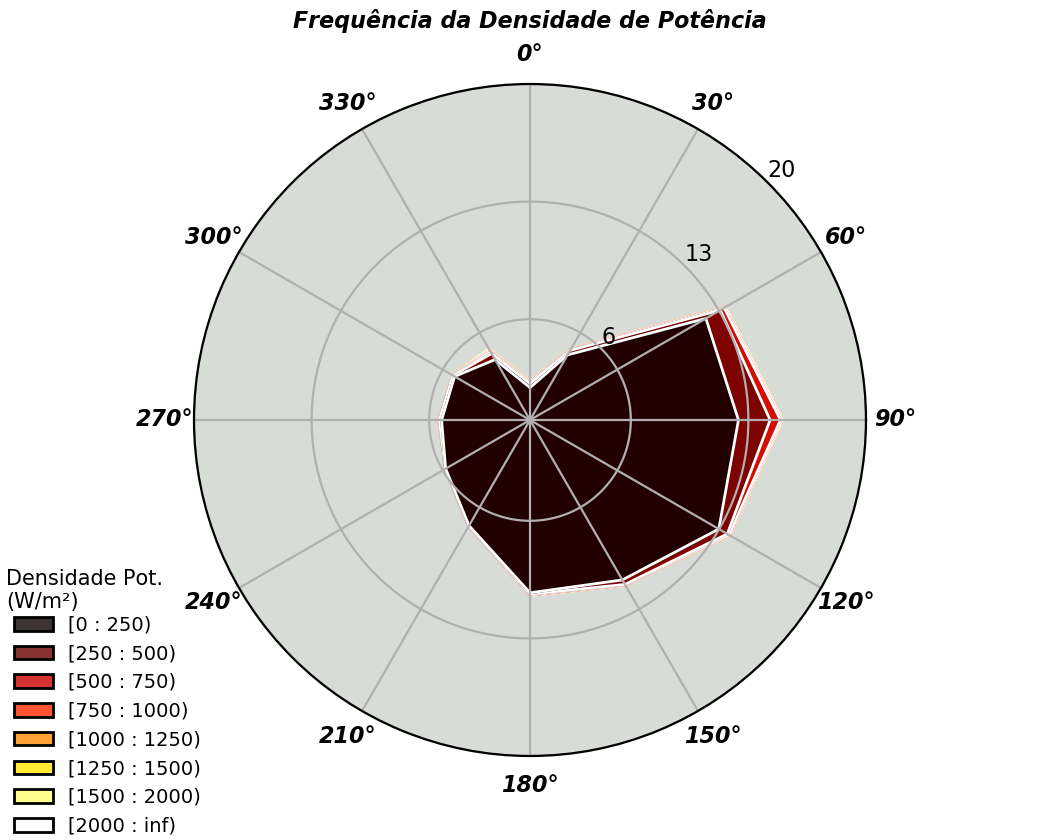 Frequência da Densidade de Potência
0°
330°
30°
20
300°
60°
13
6
270°
90°
240°
120°
210°
150°
180°
Densidade Pot.
(W/m²)
[0 : 250)
[250 : 500)
[500 : 750)
[750 : 1000)
[1000 : 1250)
[1250 : 1500)
[1500 : 2000)
[2000 : inf)